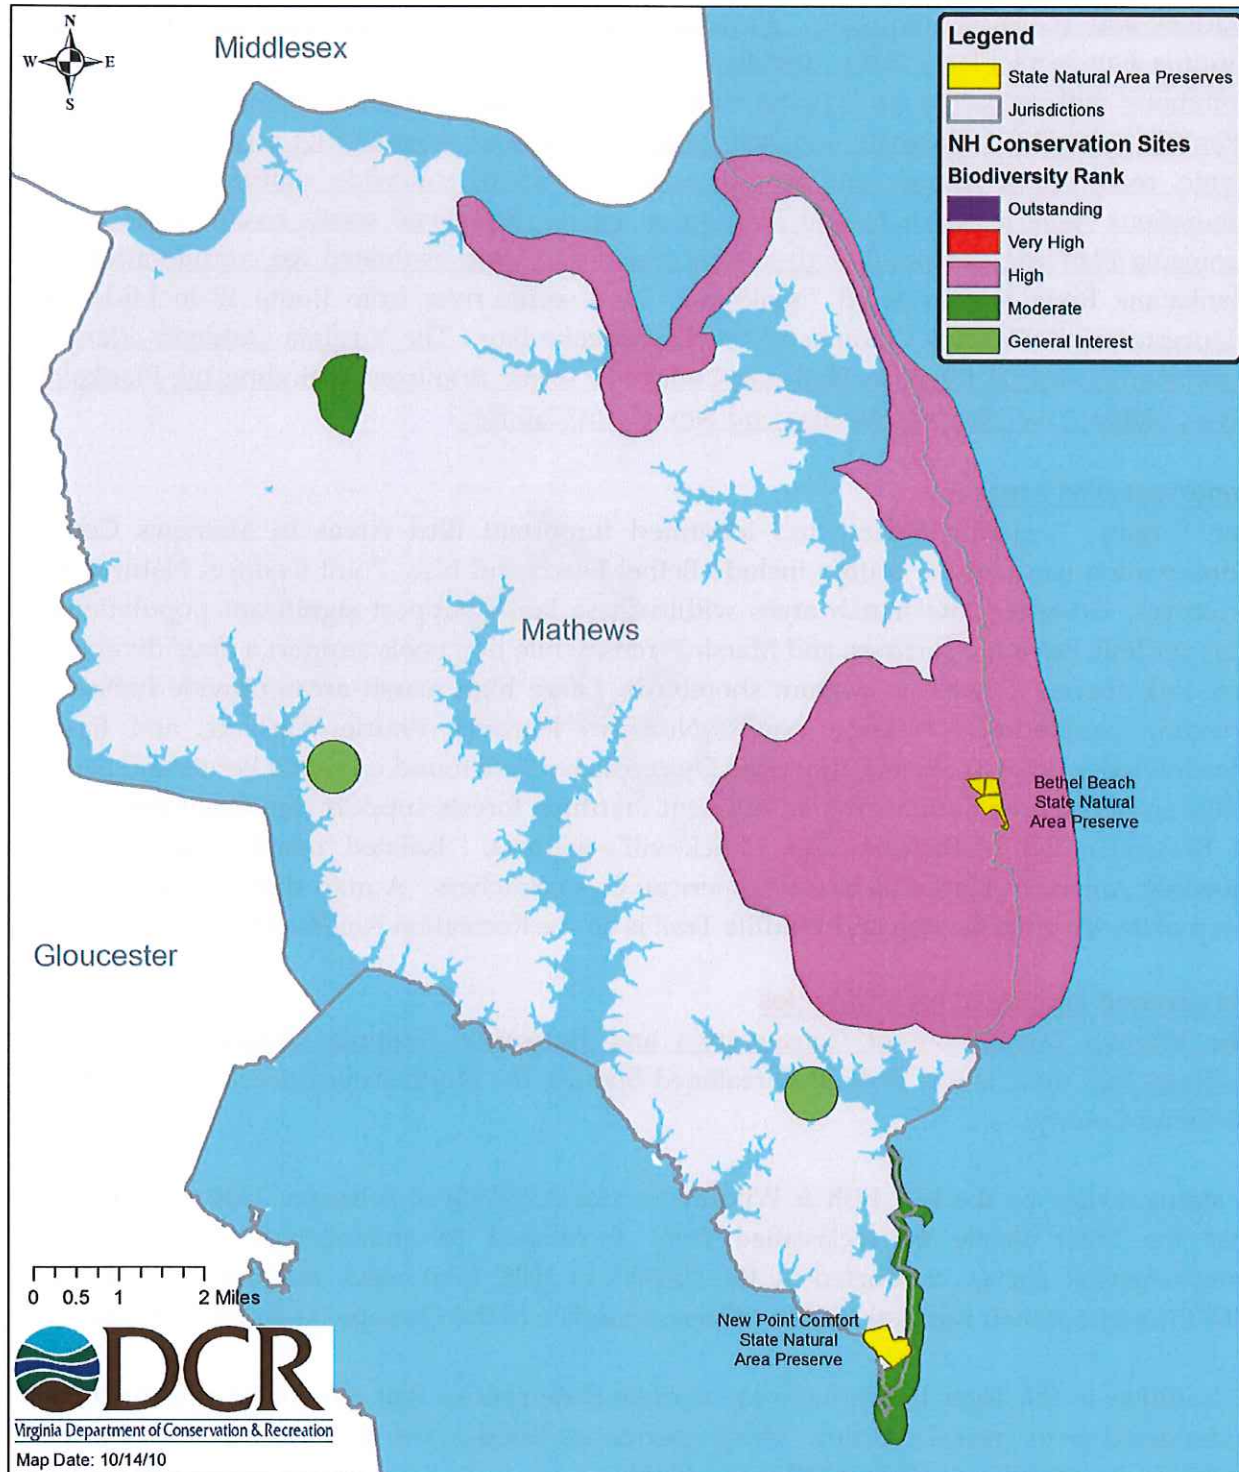 N
W E
S
Middlesex
Legend
State Natural Area Preserves
Jurisdictions
NH Conservation Sites
Biodiversity Rank
Outstanding
Very High
High
Moderate
General Interest
Mathews
Bethel Beach
State Natural
Area Preserve
Gloucester
0 0.5 1 2 Miles
New Point Comfort
State Natural
Area Preserve
DCR
Virginia Department of Conservation & Recreation
Map Date: 10/14/10